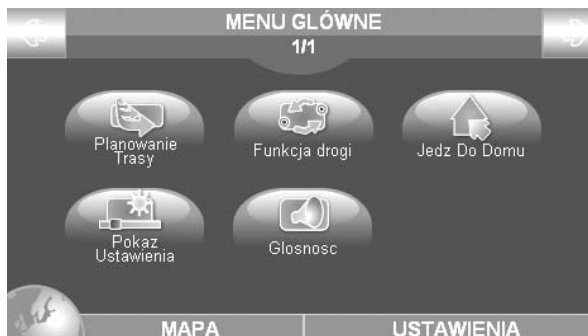 MENU GLÓWNE
1/1
Planowanie
Trasy
Funkcja drogi
Jedz Do Domu
Pokaz
Ustawienia
Glosnosc
MAPA
USTAWIENIA